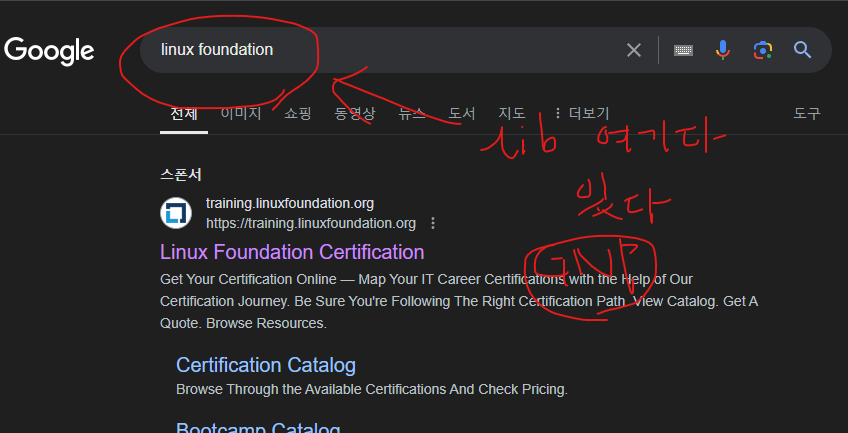 Google
linux foundation
전체 이미지 쇼핑 동영상 뉴스 도서 지도 더보기 도구
lib 여기다
있다
GNP
스폰서
training.linuxfoundation.org
https://training.linuxfoundation.org
Linux Foundation Certification
Get Your Certification Online — Map Your IT Career Certifications with the Help of Our
Certification Journey. Be Sure You're Following The Right Certification Path. View Catalog. Get A
Quote. Browse Resources.
Certification Catalog
Browse Through the Available Certifications And Check Pricing.
Bootcamp Catalog